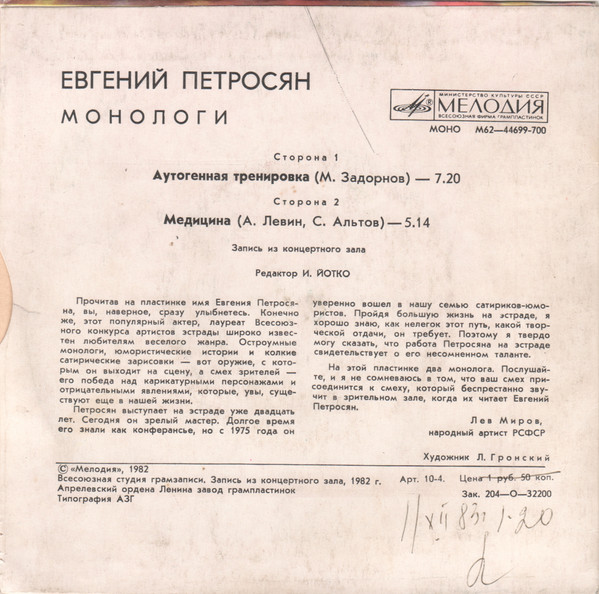 ЕВГЕНИЙ ПЕТРОСЯН
МОНОЛОГИ
МИНИСТЕРСТВО КУЛЬТУРЫ СССР
МЕЛОДИЯ
ВСЕСОЮЗНАЯ ФИРМА ГРАМПЛАСТИНОК
МОНО М62—44699-700
Сторона 1
Аутогенная тренировка (М. Задорнов) — 7.20
Сторона 2
Медицина (А. Левин, С. Альтов) — 5.14
Запись из концертного зала
Редактор И. ЙОТКО
Прочитав на пластинке имя Евгения Петрося-
на, вы, наверное, сразу улыбнетесь. Конечно
же, этот популярный актер, лауреат Всесоюз-
ного конкурса артистов эстрады широко извес-
тен любителям веселого жанра. Остроумные
монологи, юмористические истории и колкие
сатирические зарисовки — вот оружие, с кото-
рым он выходит на сцену, а смех зрителей —
его победа над карикатурными персонажами и
отрицательными явлениями, которые, увы, сущес-
твуют еще в нашей жизни.
Петросян выступает на эстраде уже двадцать
лет. Сегодня он зрелый мастер. Долгое время
его знали как конферансье, но с 1975 года он
уверенно вошел в нашу семью сатириков-юмо-
ристов. Пройдя большую жизнь на эстраде, я
хорошо знаю, как нелегок этот путь, какой твор-
ческой отдачи, он требует. Поэтому я твердо
могу сказать, что работа Петросяна на эстраде
свидетельствует о его несомненном таланте.
На этой пластинке два монолога. Послушай-
те, и я не сомневаюсь в том, что ваш смех при-
соединится к смеху, который беспрестанно зву-
чит в зрительном зале, когда их читает Евгений
Петросян.
Лев Миров,
народный артист РСФСР
Художник Л. Гронский
© «Мелодия», 1982
Всесоюзная студия грамзаписи. Запись из концертного зала, 1982 г.
Апрелевский ордена Ленина завод грампластинок
Типография АЗГ
Арт. 10-4. Цена 1 руб. 50 коп.
Зак. 204—О—32200
11/XII 83г 1-20